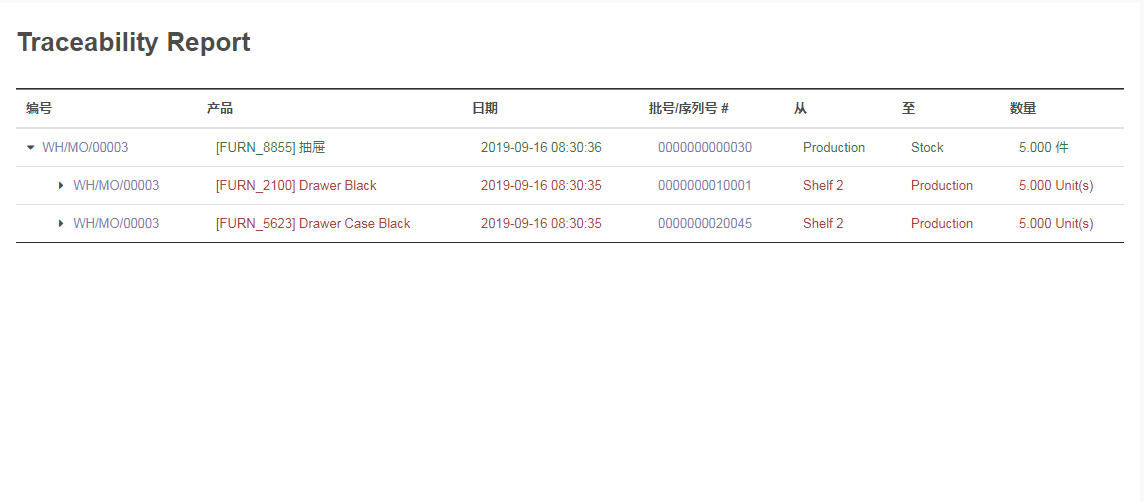 Traceability Report
编号 产品 日期 批号/序列号 # 从 至 数量
WH/MO/00003 [FURN_8855] 抽屉 2019-09-16 08:30:36 0000000000030 Production Stock 5.000 件
WH/MO/00003 [FURN_2100] Drawer Black 2019-09-16 08:30:35 0000000010001 Shelf 2 Production 5.000 Unit(s)
WH/MO/00003 [FURN_5623] Drawer Case Black 2019-09-16 08:30:35 0000000020045 Shelf 2 Production 5.000 Unit(s)